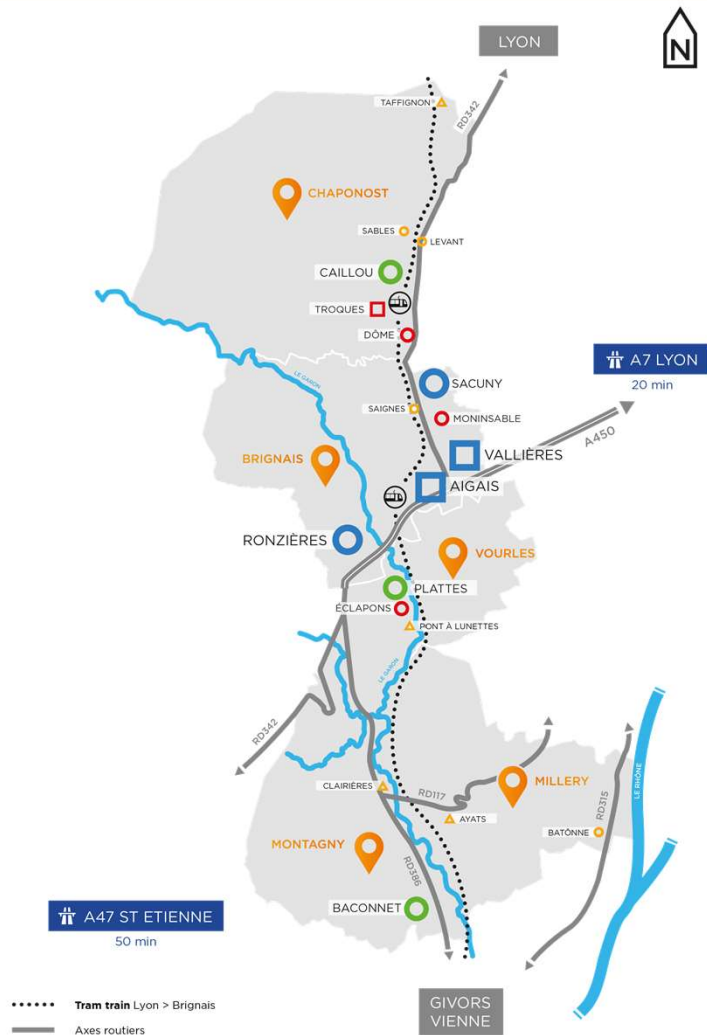 LYON
N
TAFFIGNON
RD342
CHAPONOST
SABLES
LEVANT
CAILLOU
TROQUES
DÔME
A7 LYON
20 min
LE GARON
SACUNY
SAIGNES
MONINSABLE
A450
BRIGNAIS
VALLIÈRES
AIGAIS
RONZIÈRES
VOURLES
PLATTES
ÉCLAPONS
PONT À LUNETTES
LE GARON
RD342
CLAIRIÈRES
RD117
MILLERY
LE RHÔNE
RD315
AYATS
BATÔNNE
MONTAGNY
RD386
BACONNET
A47 ST ETIENNE
50 min
GIVORS
VIENNE
Tram train Lyon > Brignais
Axes routiers